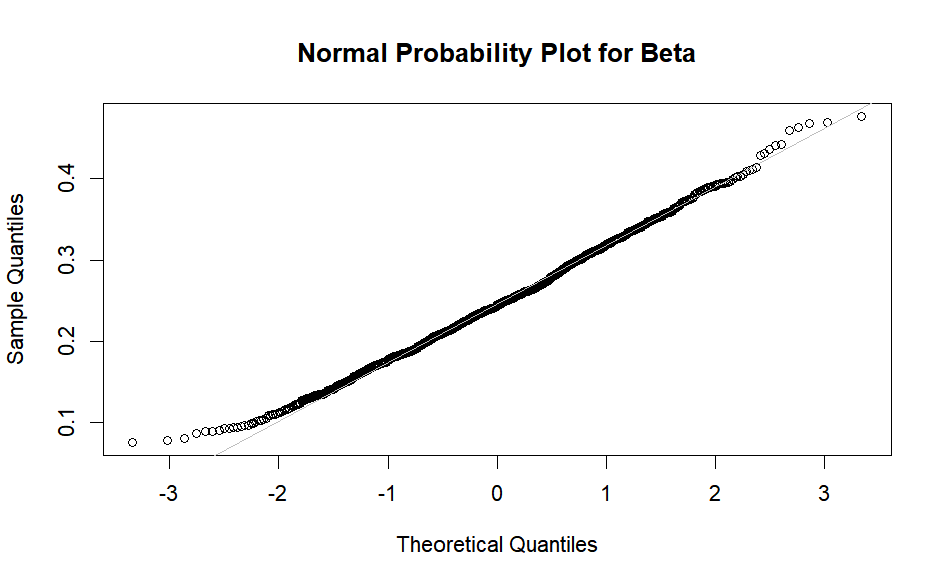 Normal Probability Plot for Beta
Sample Quantiles
0.4
0.3
0.2
0.1
-3 -2 -1 0 1 2 3
Theoretical Quantiles